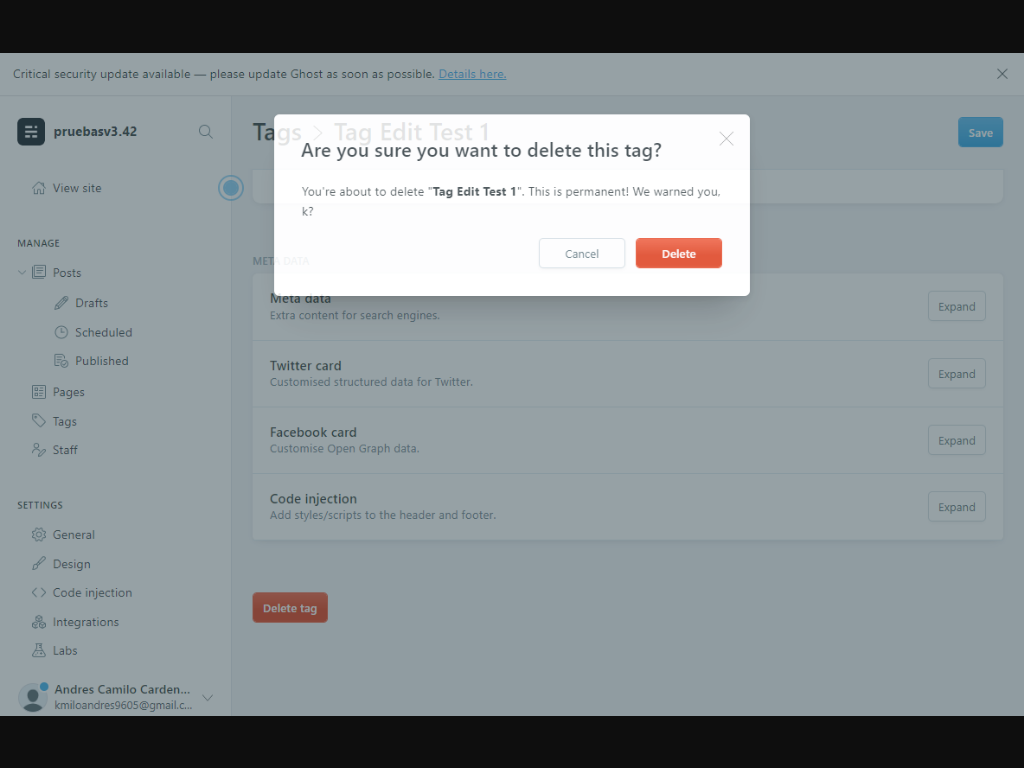 Critical security update available — please update Ghost as soon as possible. Details here.
pruebasv3.42
View site
MANAGE
Posts
Drafts
Scheduled
Published
Pages
Tags
Staff
SETTINGS
General
Design
Code injection
Integrations
Labs
Andres Camilo Carden...
kmiloandres9605@gmail.c...
Tags > Tag Edit Test 1
Save
Are you sure you want to delete this tag?
You're about to delete "Tag Edit Test 1". This is permanent! We warned you,
k?
Cancel
Delete
META DATA
Meta data
Extra content for search engines.
Expand
Twitter card
Customised structured data for Twitter.
Expand
Facebook card
Customise Open Graph data.
Expand
Code injection
Add styles/scripts to the header and footer.
Expand
Delete tag